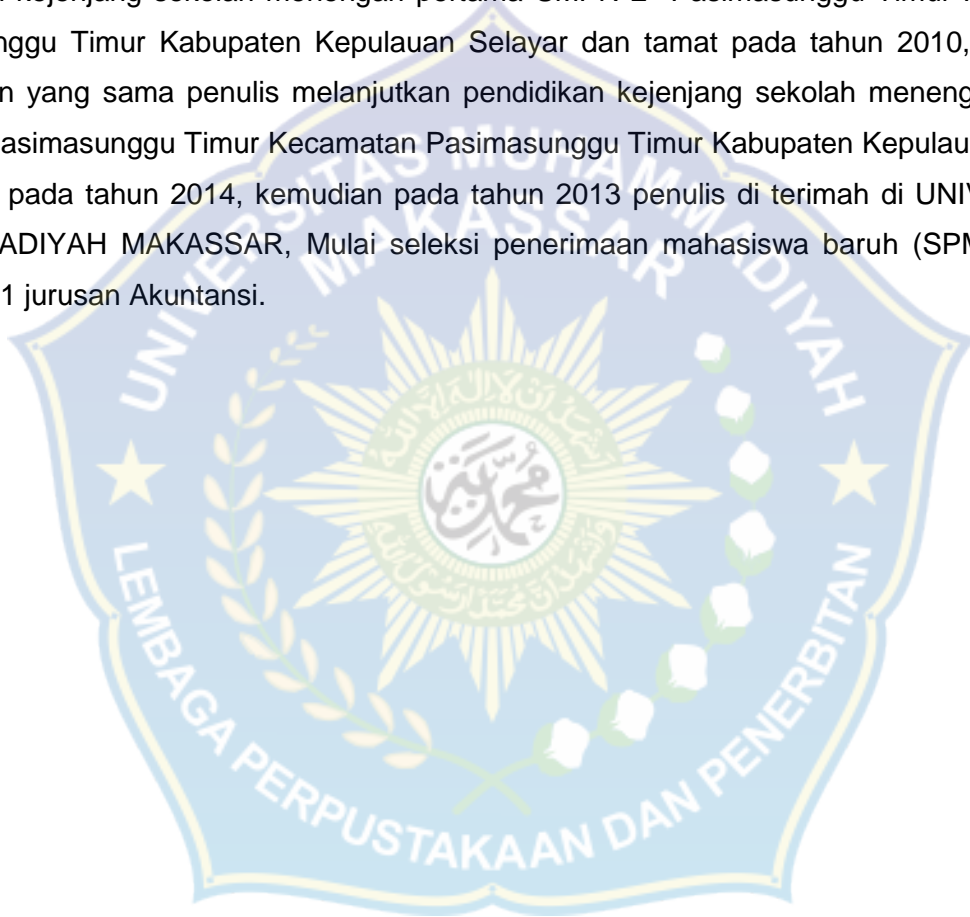 kejenjang sekolah menengah pertama 2 Pasimasunggu Timur
nggu Timur Kabupaten Kepulauan Selayar dan tamat pada tahun 2010,
n yang sama penulis melanjutkan pendidikan kejenjang sekolah meneng
asimasunggu Timur Kecamatan Pasimasunggu Timur Kabupaten Kepulau
pada tahun 2014, kemudian pada tahun 2013 penulis di terimah di UNIV
ADIYAH MAKASSAR, Mulai seleksi penerimaan mahasiswa baruh (SPM
1 jurusan Akuntansi.
UNIVERSITAS MUHAMMADIYAH
MAKASSAR
محمد
LEMBAGA PERPUSTAKAAN DAN PENERBITAN